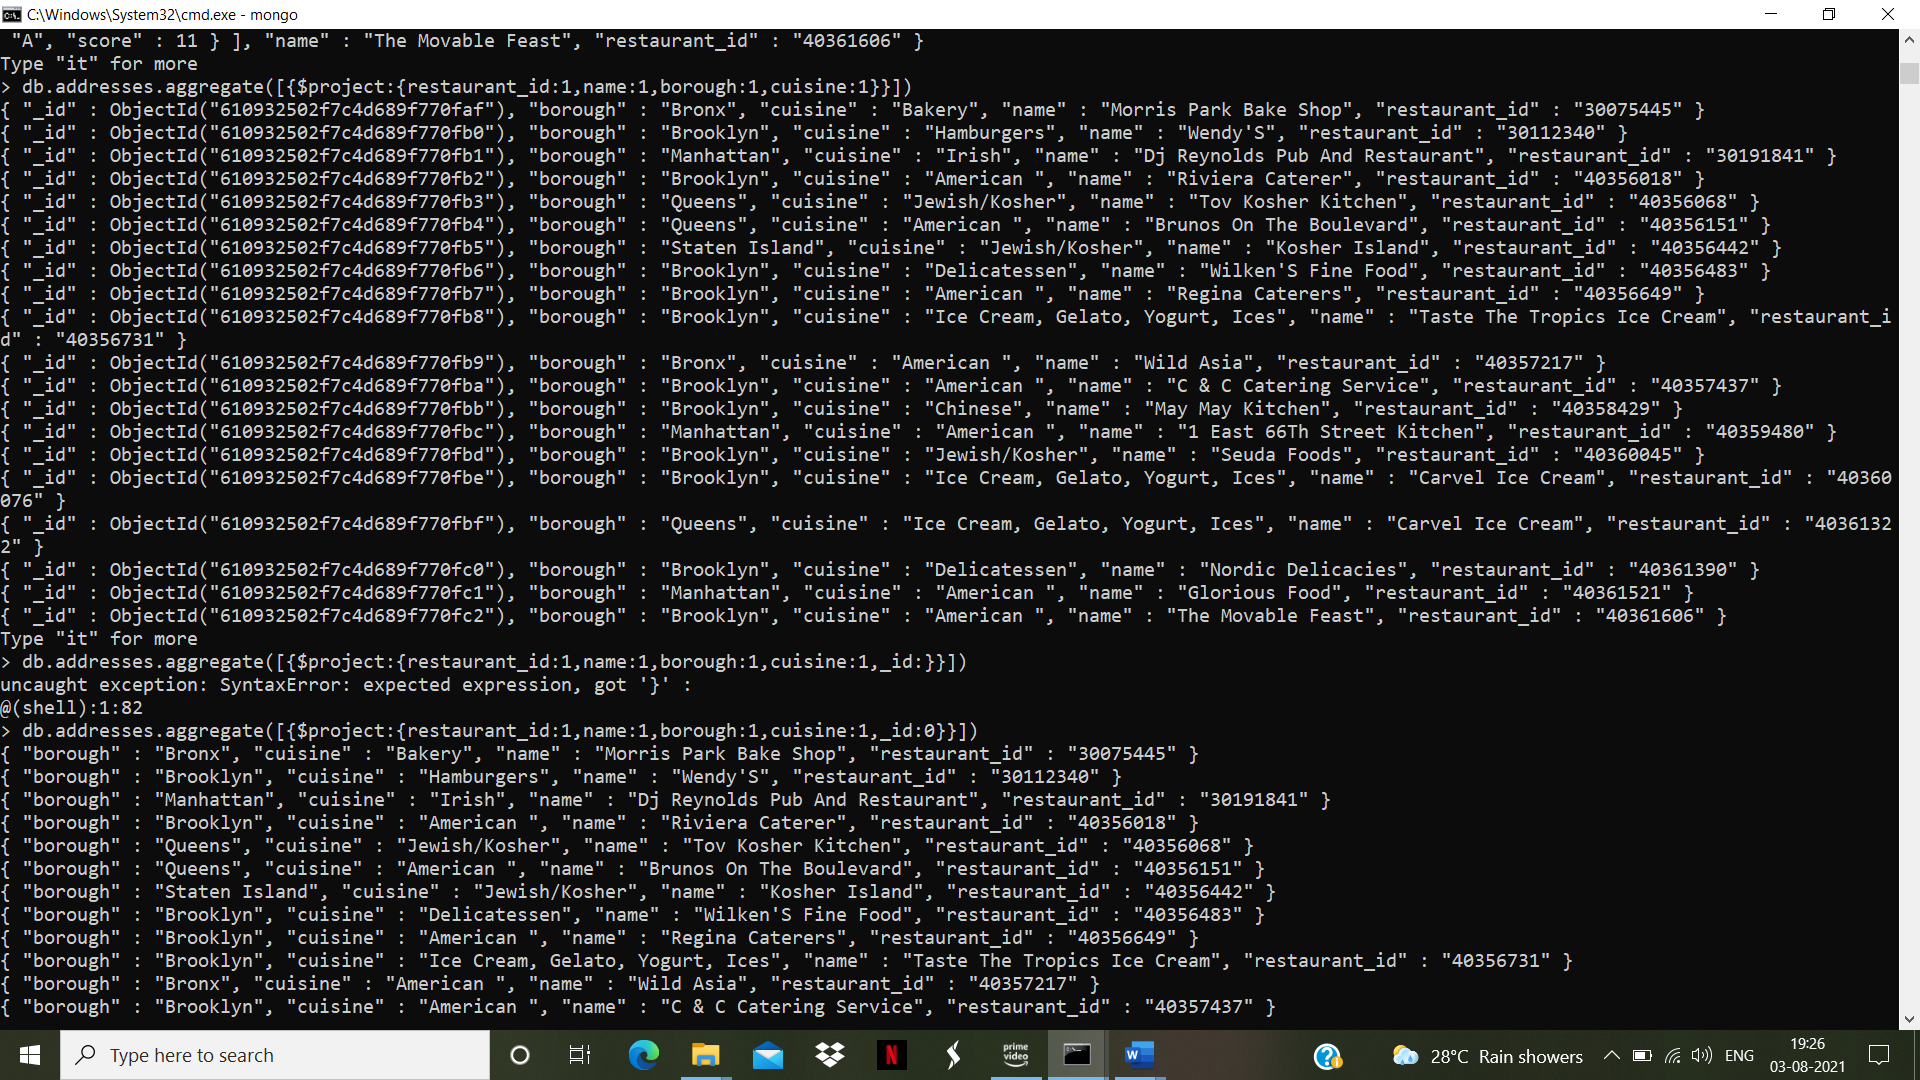 C:\Windows\System32\cmd.exe - mongo
"A", "score" : 11 } ], "name" : "The Movable Feast", "restaurant_id" : "40361606" }
Type "it" for more
> db.addresses.aggregate([{$project:{restaurant_id:1,name:1,borough:1,cuisine:1}}])
{ "_id" : ObjectId("610932502f7c4d689f770faf"), "borough" : "Bronx", "cuisine" : "Bakery", "name" : "Morris Park Bake Shop", "restaurant_id" : "30075445" }
{ "_id" : ObjectId("610932502f7c4d689f770fb0"), "borough" : "Brooklyn", "cuisine" : "Hamburgers", "name" : "Wendy'S", "restaurant_id" : "30112340" }
{ "_id" : ObjectId("610932502f7c4d689f770fb1"), "borough" : "Manhattan", "cuisine" : "Irish", "name" : "Dj Reynolds Pub And Restaurant", "restaurant_id" : "30191841" }
{ "_id" : ObjectId("610932502f7c4d689f770fb2"), "borough" : "Brooklyn", "cuisine" : "American ", "name" : "Riviera Caterer", "restaurant_id" : "40356018" }
{ "_id" : ObjectId("610932502f7c4d689f770fb3"), "borough" : "Queens", "cuisine" : "Jewish/Kosher", "name" : "Tov Kosher Kitchen", "restaurant_id" : "40356068" }
{ "_id" : ObjectId("610932502f7c4d689f770fb4"), "borough" : "Queens", "cuisine" : "American ", "name" : "Brunos On The Boulevard", "restaurant_id" : "40356151" }
{ "_id" : ObjectId("610932502f7c4d689f770fb5"), "borough" : "Staten Island", "cuisine" : "Jewish/Kosher", "name" : "Kosher Island", "restaurant_id" : "40356442" }
{ "_id" : ObjectId("610932502f7c4d689f770fb6"), "borough" : "Brooklyn", "cuisine" : "Delicatessen", "name" : "Wilken'S Fine Food", "restaurant_id" : "40356483" }
{ "_id" : ObjectId("610932502f7c4d689f770fb7"), "borough" : "Brooklyn", "cuisine" : "American ", "name" : "Regina Caterers", "restaurant_id" : "40356649" }
{ "_id" : ObjectId("610932502f7c4d689f770fb8"), "borough" : "Brooklyn", "cuisine" : "Ice Cream, Gelato, Yogurt, Ices", "name" : "Taste The Tropics Ice Cream", "restaurant_i
d" : "40356731" }
{ "_id" : ObjectId("610932502f7c4d689f770fb9"), "borough" : "Bronx", "cuisine" : "American ", "name" : "Wild Asia", "restaurant_id" : "40357217" }
{ "_id" : ObjectId("610932502f7c4d689f770fba"), "borough" : "Brooklyn", "cuisine" : "American ", "name" : "C & C Catering Service", "restaurant_id" : "40357437" }
{ "_id" : ObjectId("610932502f7c4d689f770fbb"), "borough" : "Brooklyn", "cuisine" : "Chinese", "name" : "May May Kitchen", "restaurant_id" : "40358429" }
{ "_id" : ObjectId("610932502f7c4d689f770fbc"), "borough" : "Manhattan", "cuisine" : "American ", "name" : "1 East 66Th Street Kitchen", "restaurant_id" : "40359480" }
{ "_id" : ObjectId("610932502f7c4d689f770fbd"), "borough" : "Brooklyn", "cuisine" : "Jewish/Kosher", "name" : "Seuda Foods", "restaurant_id" : "40360045" }
{ "_id" : ObjectId("610932502f7c4d689f770fbe"), "borough" : "Brooklyn", "cuisine" : "Ice Cream, Gelato, Yogurt, Ices", "name" : "Carvel Ice Cream", "restaurant_id" : "40360
076" }
{ "_id" : ObjectId("610932502f7c4d689f770fbf"), "borough" : "Queens", "cuisine" : "Ice Cream, Gelato, Yogurt, Ices", "name" : "Carvel Ice Cream", "restaurant_id" : "4036132
2" }
{ "_id" : ObjectId("610932502f7c4d689f770fc0"), "borough" : "Brooklyn", "cuisine" : "Delicatessen", "name" : "Nordic Delicacies", "restaurant_id" : "40361390" }
{ "_id" : ObjectId("610932502f7c4d689f770fc1"), "borough" : "Manhattan", "cuisine" : "American ", "name" : "Glorious Food", "restaurant_id" : "40361521" }
{ "_id" : ObjectId("610932502f7c4d689f770fc2"), "borough" : "Brooklyn", "cuisine" : "American ", "name" : "The Movable Feast", "restaurant_id" : "40361606" }
Type "it" for more
> db.addresses.aggregate([{$project:{restaurant_id:1,name:1,borough:1,cuisine:1,_id:}}])
uncaught exception: SyntaxError: expected expression, got '}' :
@(shell):1:82
> db.addresses.aggregate([{$project:{restaurant_id:1,name:1,borough:1,cuisine:1,_id:0}}])
{ "borough" : "Bronx", "cuisine" : "Bakery", "name" : "Morris Park Bake Shop", "restaurant_id" : "30075445" }
{ "borough" : "Brooklyn", "cuisine" : "Hamburgers", "name" : "Wendy'S", "restaurant_id" : "30112340" }
{ "borough" : "Manhattan", "cuisine" : "Irish", "name" : "Dj Reynolds Pub And Restaurant", "restaurant_id" : "30191841" }
{ "borough" : "Brooklyn", "cuisine" : "American ", "name" : "Riviera Caterer", "restaurant_id" : "40356018" }
{ "borough" : "Queens", "cuisine" : "Jewish/Kosher", "name" : "Tov Kosher Kitchen", "restaurant_id" : "40356068" }
{ "borough" : "Queens", "cuisine" : "American ", "name" : "Brunos On The Boulevard", "restaurant_id" : "40356151" }
{ "borough" : "Staten Island", "cuisine" : "Jewish/Kosher", "name" : "Kosher Island", "restaurant_id" : "40356442" }
{ "borough" : "Brooklyn", "cuisine" : "Delicatessen", "name" : "Wilken'S Fine Food", "restaurant_id" : "40356483" }
{ "borough" : "Brooklyn", "cuisine" : "American ", "name" : "Regina Caterers", "restaurant_id" : "40356649" }
{ "borough" : "Brooklyn", "cuisine" : "Ice Cream, Gelato, Yogurt, Ices", "name" : "Taste The Tropics Ice Cream", "restaurant_id" : "40356731" }
{ "borough" : "Bronx", "cuisine" : "American ", "name" : "Wild Asia", "restaurant_id" : "40357217" }
{ "borough" : "Brooklyn", "cuisine" : "American ", "name" : "C & C Catering Service", "restaurant_id" : "40357437" }
Type here to search
prime video
28°C Rain showers
ENG
19:26
03-08-2021